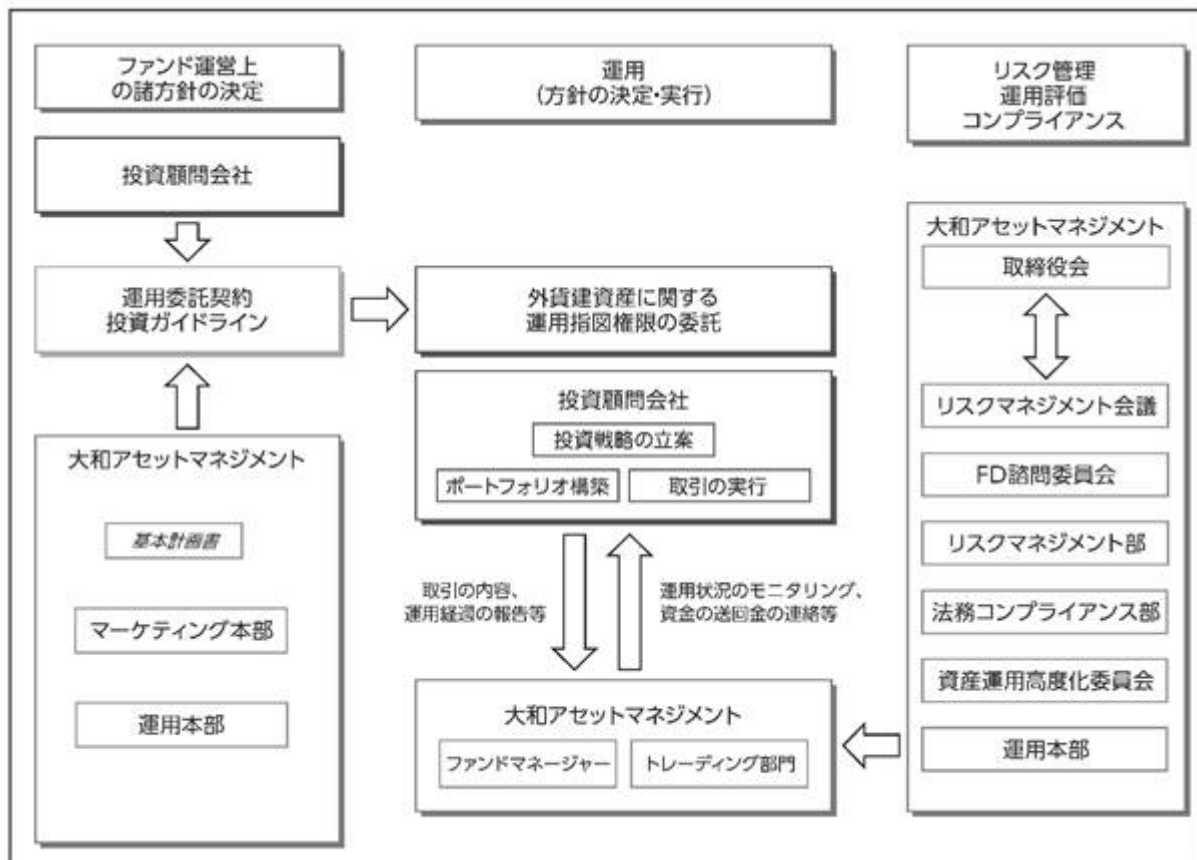 ファンド運営上
の諸方針の決定
投資顧問会社
運用委託契約
投資ガイドライン
大和アセットマネジメント
基本計画書
マーケティング本部
運用本部
運用
(方針の決定・実行)
外貨建資産に関する
運用指図権限の委託
投資顧問会社
投資戦略の立案
ポートフォリオ構築
取引の実行
取引の内容、
運用経過の報告等
運用状況のモニタリング、
資金の送回金の連絡等
大和アセットマネジメント
ファンドマネージャー
トレーディング部門
リスク管理
運用評価
コンプライアンス
大和アセットマネジメント
取締役会
リスクマネジメント会議
FD諮問委員会
リスクマネジメント部
法務コンプライアンス部
資産運用高度化委員会
運用本部